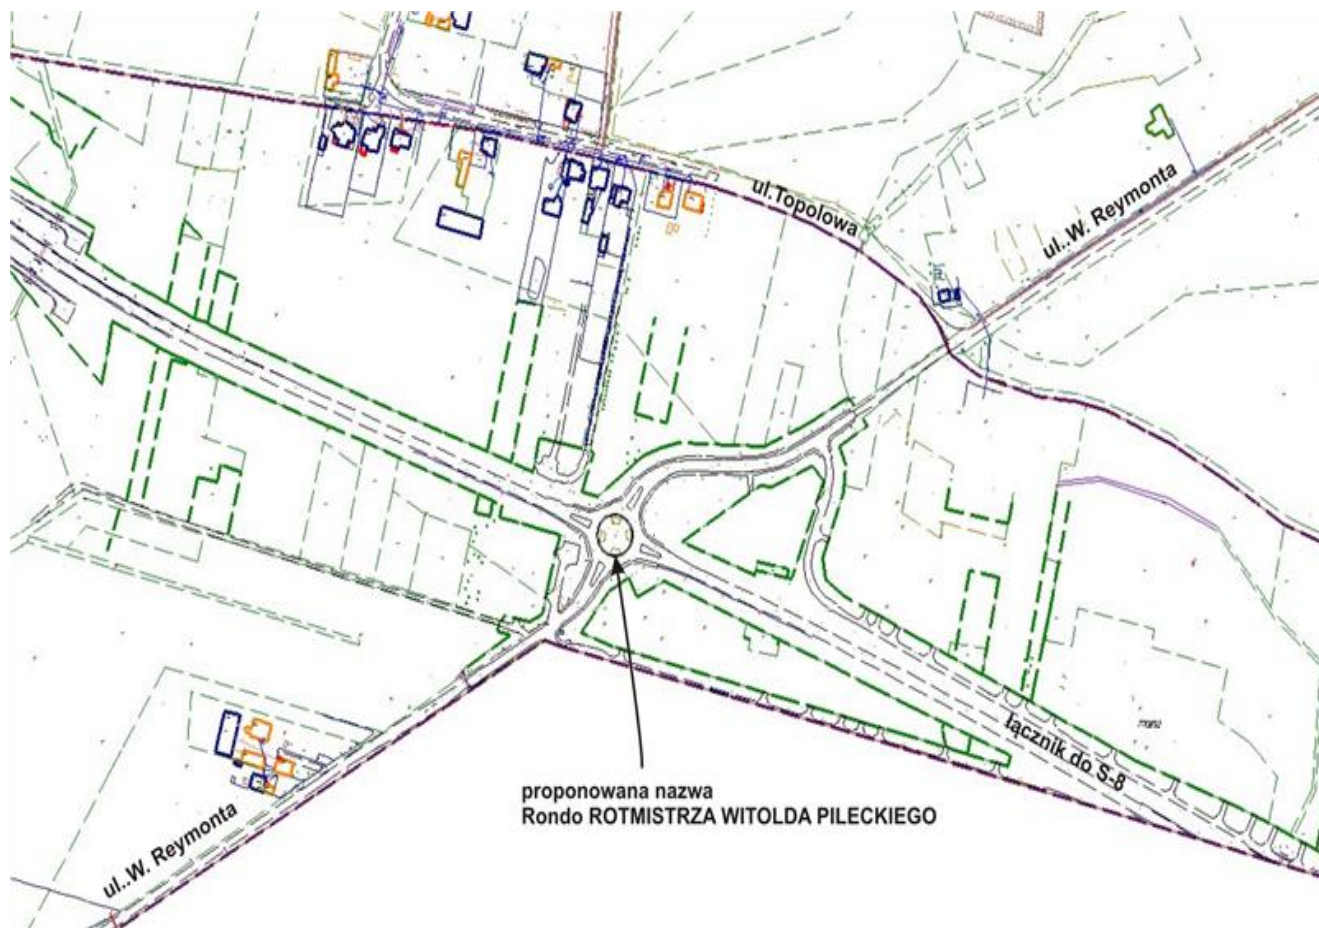 ul.Topolowa
ul..W. Reymonta
łącznik do S-8
proponowana nazwa
Rondo ROTMISTRZA WITOLDA PILECKIEGO
ul..W. Reymonta